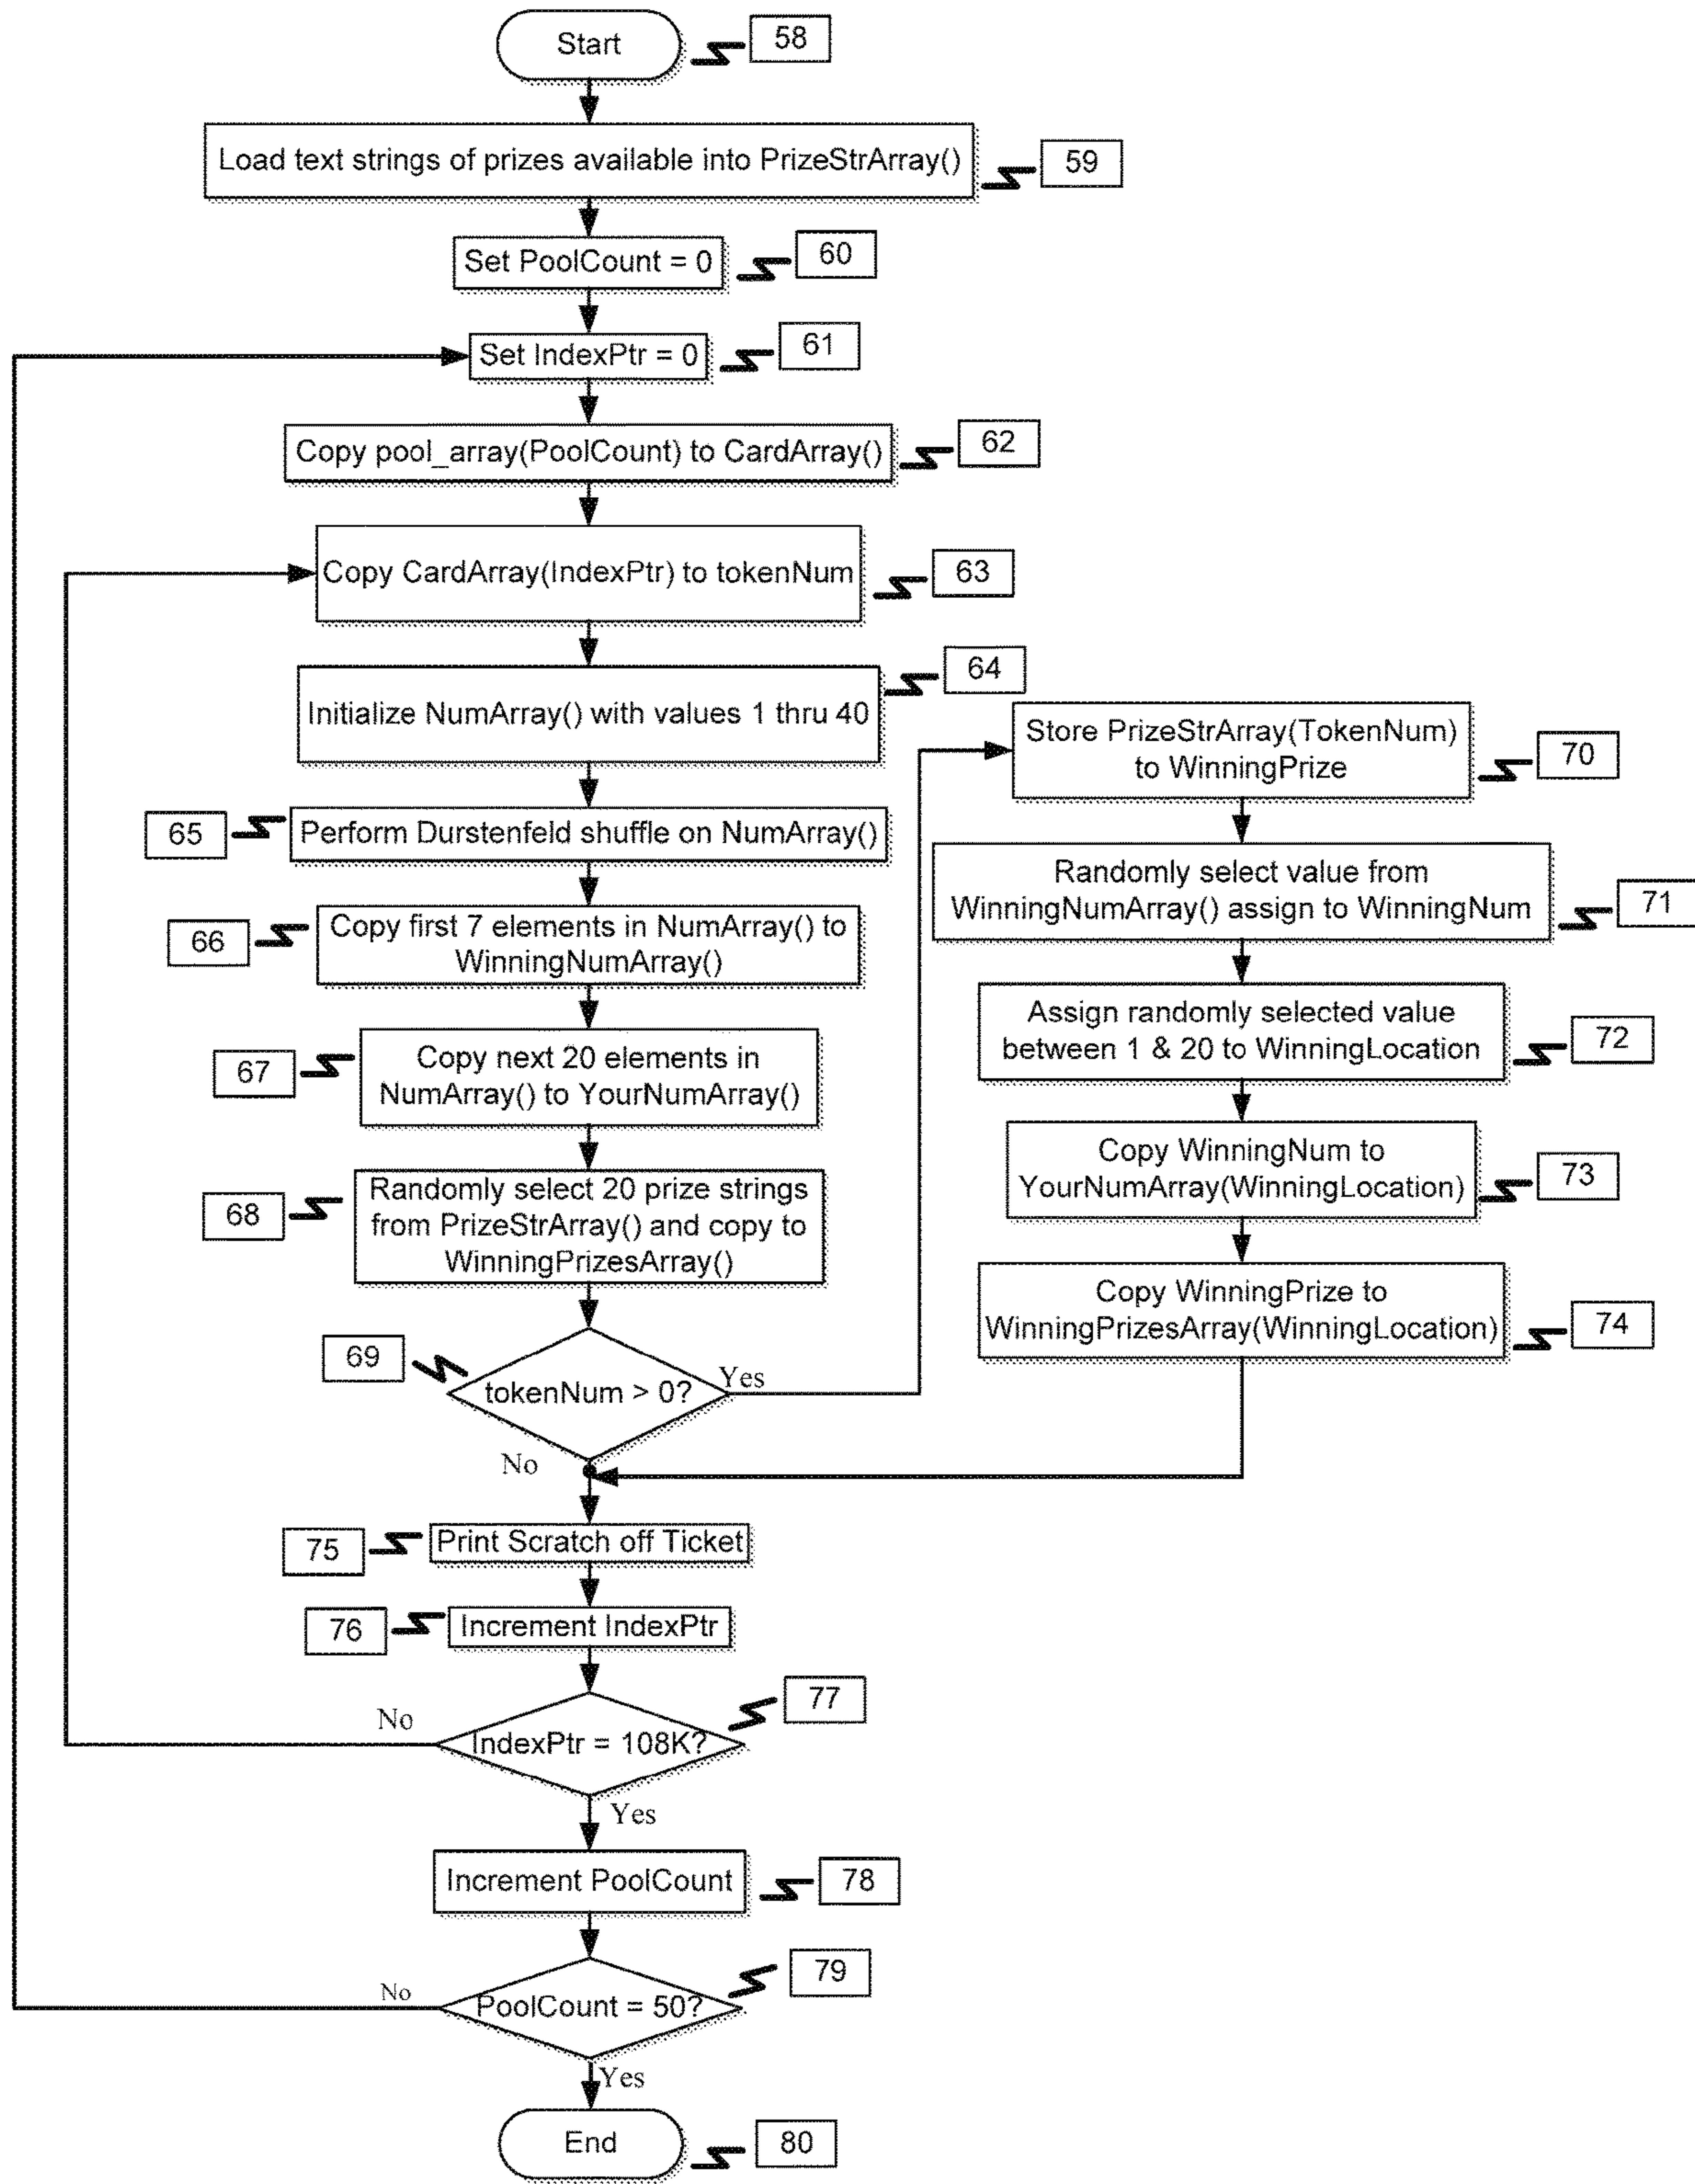 Start
58
Load text strings of prizes available into PrizeStrArray()
59
Set PoolCount = 0
60
Set IndexPtr = 0
61
Copy pool_array(PoolCount) to CardArray()
62
Copy CardArray(IndexPtr) to tokenNum
63
Initialize NumArray() with values 1 thru 40
64
65
Perform Durstenfeld shuffle on NumArray()
66
Copy first 7 elements in NumArray() to
WinningNumArray()
67
Copy next 20 elements in
NumArray() to YourNumArray()
68
Randomly select 20 prize strings
from PrizeStrArray() and copy to
WinningPrizesArray()
69
tokenNum > 0?
Yes
No
Store PrizeStrArray(TokenNum)
to WinningPrize
70
Randomly select value from
WinningNumArray() assign to WinningNum
71
Assign randomly selected value
between 1 & 20 to WinningLocation
72
Copy WinningNum to
YourNumArray(WinningLocation)
73
Copy WinningPrize to
WinningPrizesArray(WinningLocation)
74
75
Print Scratch off Ticket
76
Increment IndexPtr
77
No
IndexPtr = 108K?
Yes
Increment PoolCount
78
79
No
PoolCount = 50?
Yes
End
80